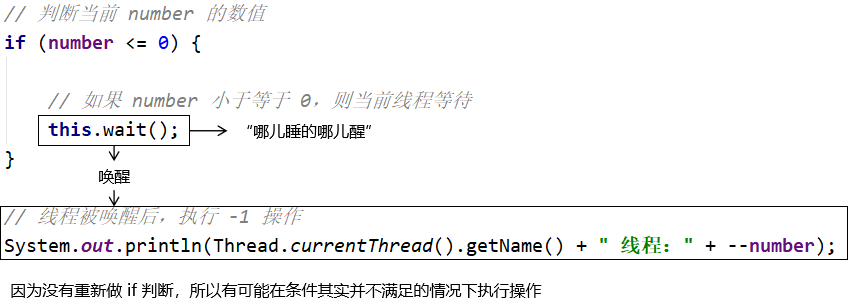 // 判断当前 number 的数值
if (number <= 0) {
// 如果 number 小于等于 0，则当前线程等待
this.wait(); “哪儿睡的哪儿醒”
}
唤醒
// 线程被唤醒后，执行 -1 操作
System.out.println(Thread.currentThread().getName() + " 线程：" + --number);
因为没有重新做 if 判断，所以有可能在条件其实并不满足的情况下执行操作